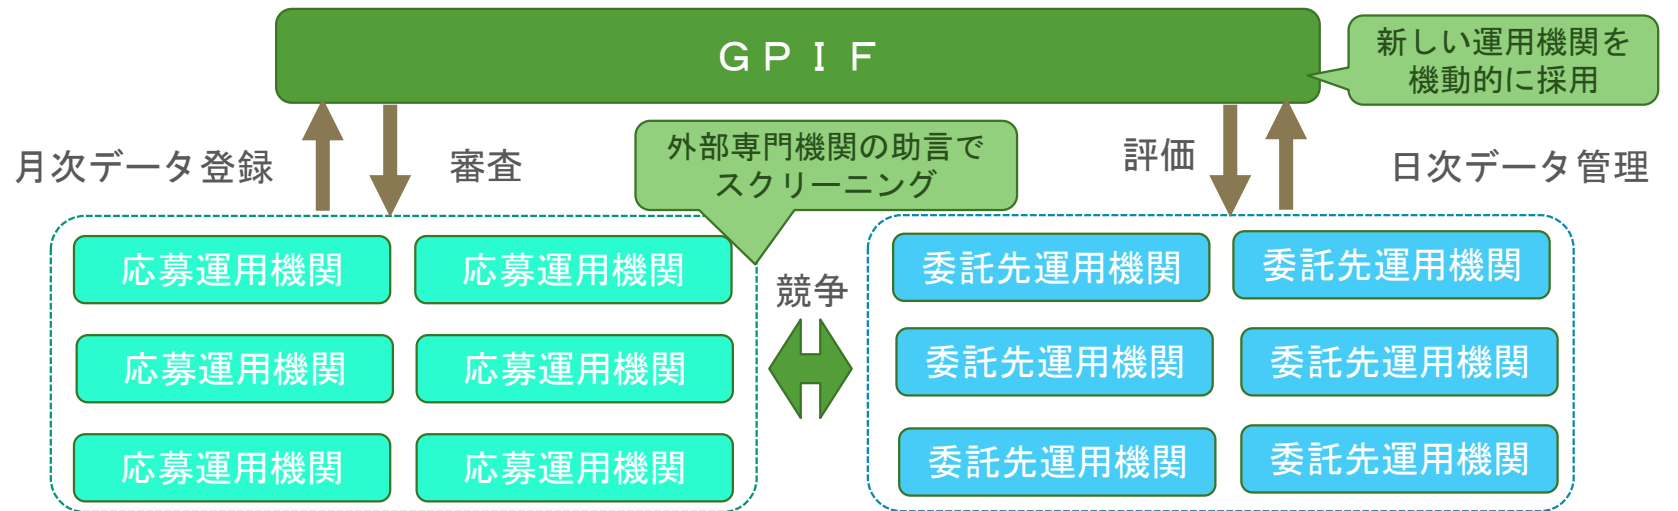 ＧＰＩＦ
新しい運用機関を
機動的に採用
月次データ登録
審査
外部専門機関の助言で
スクリーニング
評価
日次データ管理
応募運用機関
応募運用機関
応募運用機関
応募運用機関
応募運用機関
応募運用機関
競争
委託先運用機関
委託先運用機関
委託先運用機関
委託先運用機関
委託先運用機関
委託先運用機関